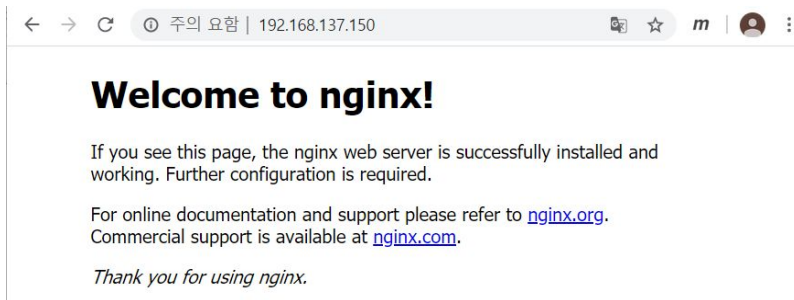 주의 요함 | 192.168.137.150
m
Welcome to nginx!
If you see this page, the nginx web server is successfully installed and
working. Further configuration is required.
For online documentation and support please refer to nginx.org.
Commercial support is available at nginx.com.
Thank you for using nginx.